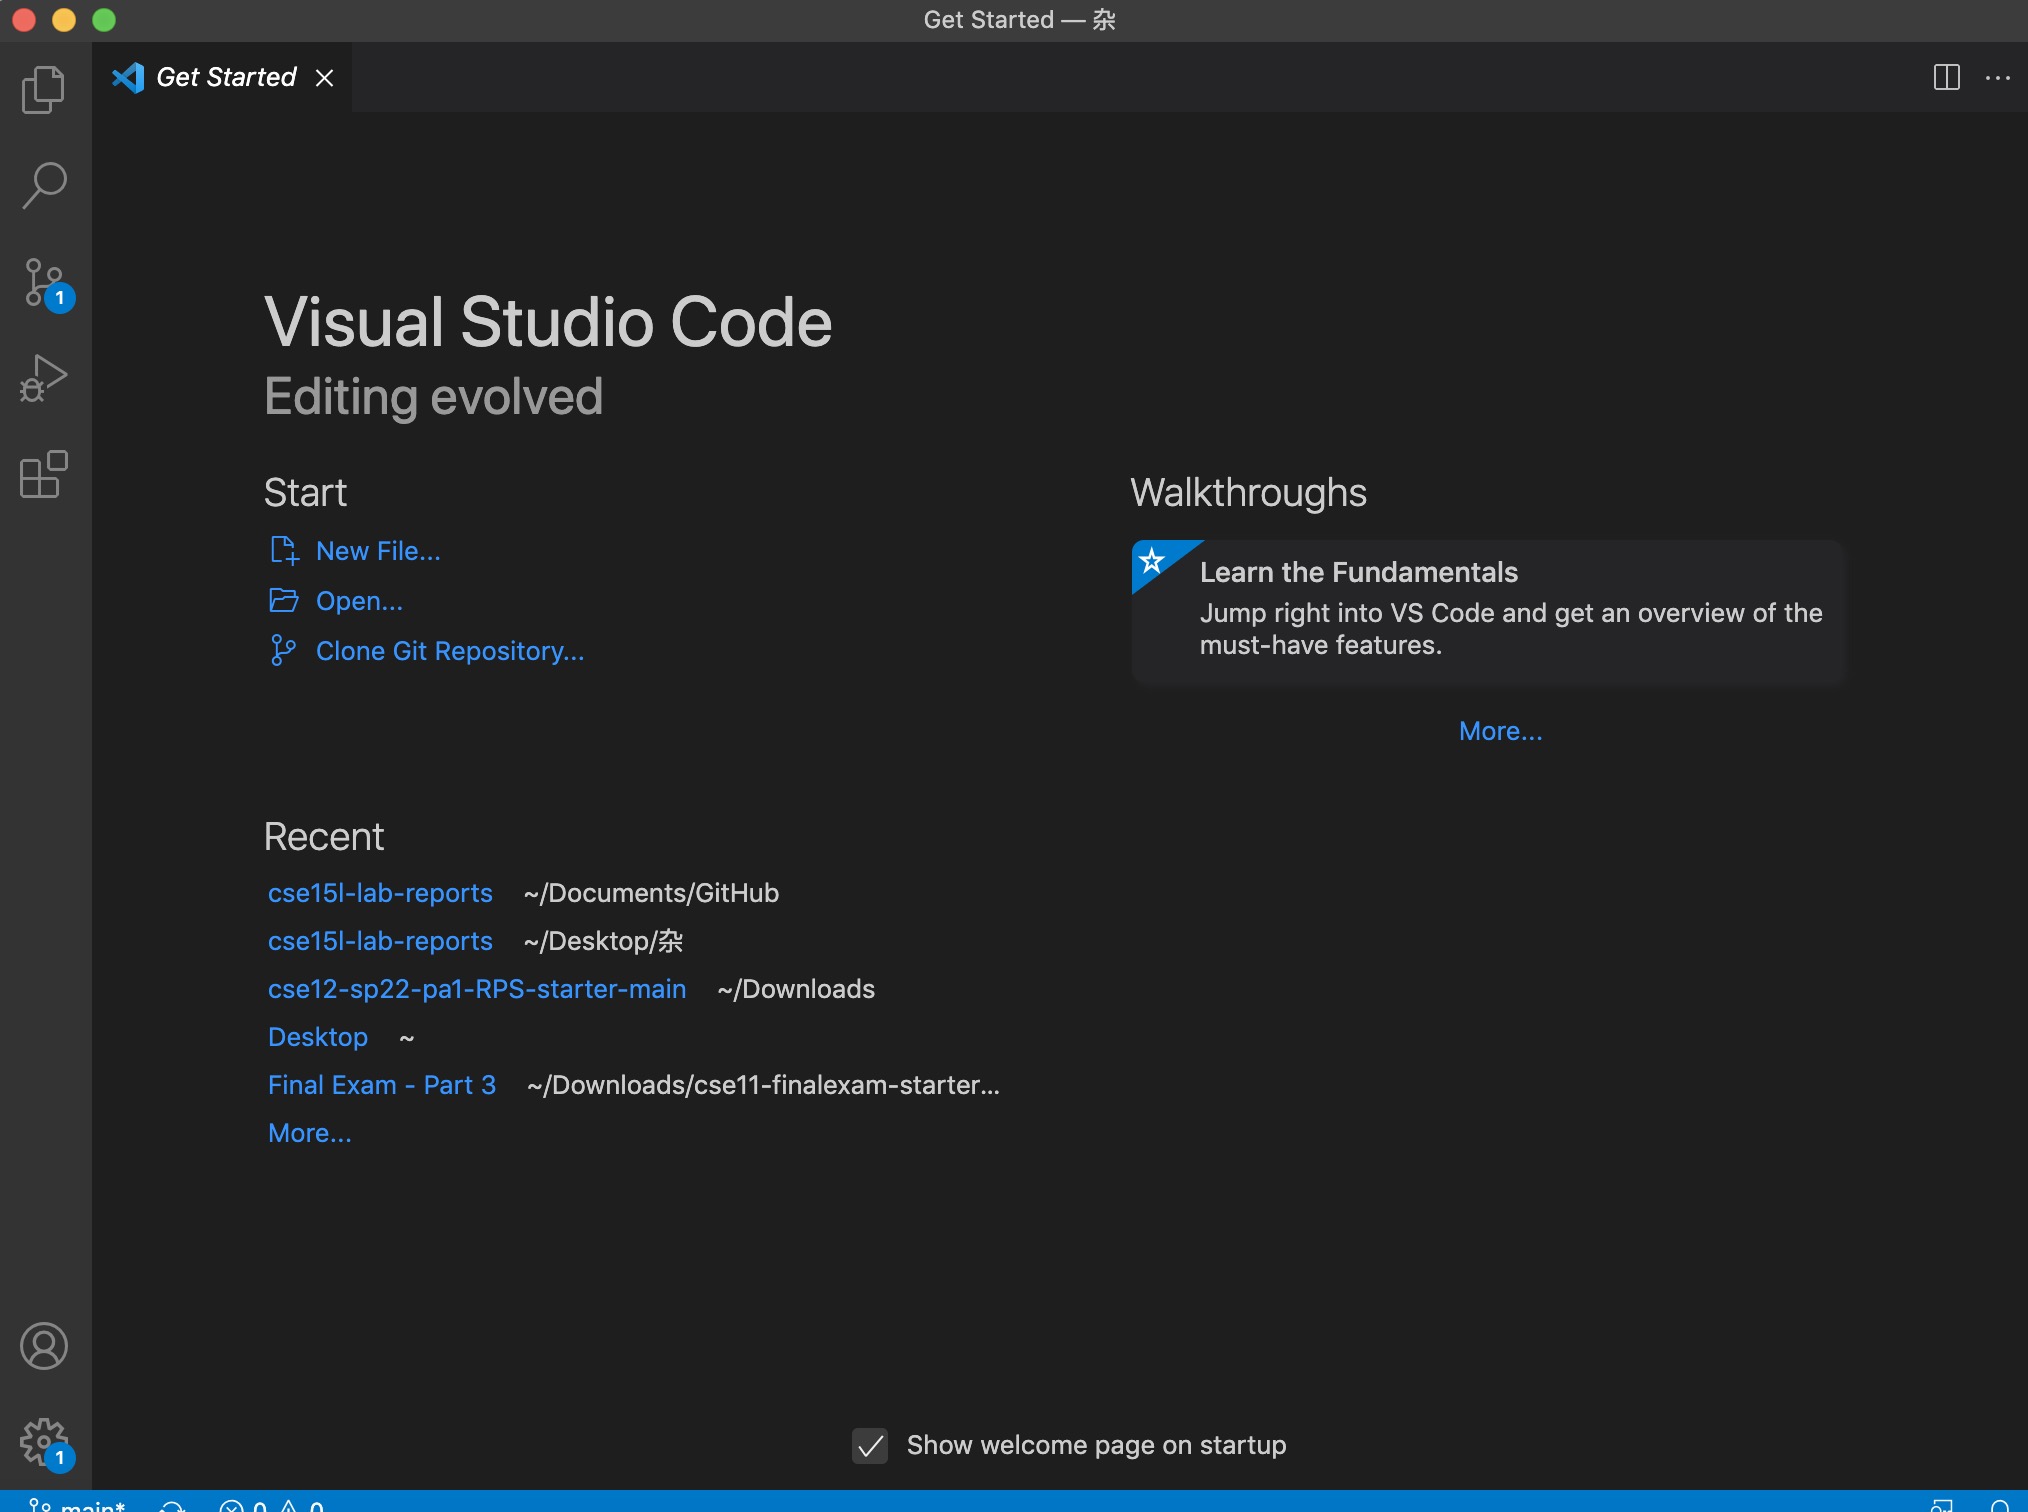 Get Started — 杂
Get Started
1
Visual Studio Code
Editing evolved
Start
New File...
Open...
Clone Git Repository...
Walkthroughs
Learn the Fundamentals
Jump right into VS Code and get an overview of the
must-have features.
More...
Recent
cse15l-lab-reports ~/Documents/GitHub
cse15l-lab-reports ~/Desktop/杂
cse12-sp22-pa1-RPS-starter-main ~/Downloads
Desktop ~
Final Exam - Part 3 ~/Downloads/cse11-finalexam-starter...
More...
1
Show welcome page on startup
main* 0 0